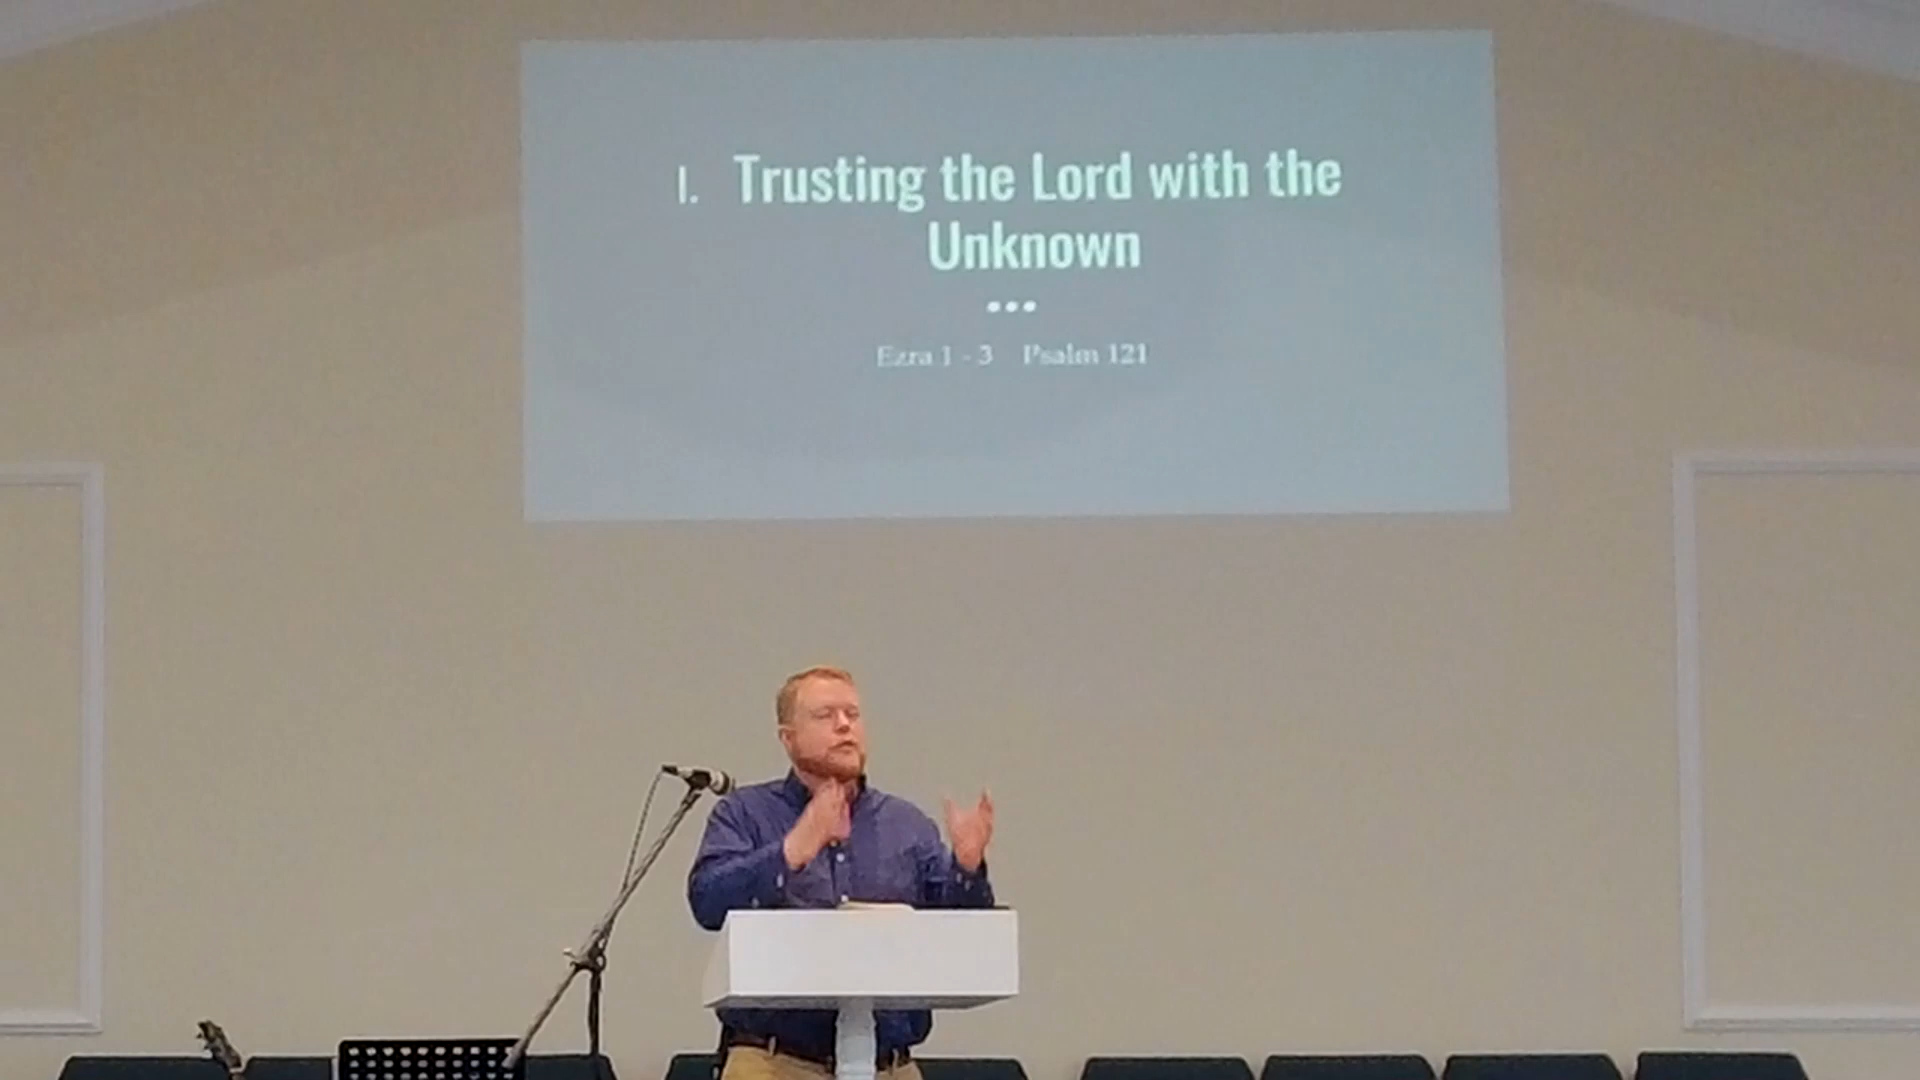 I. Trusting the Lord with the
Unknown
Ezra 1 - 3 Psalm 121